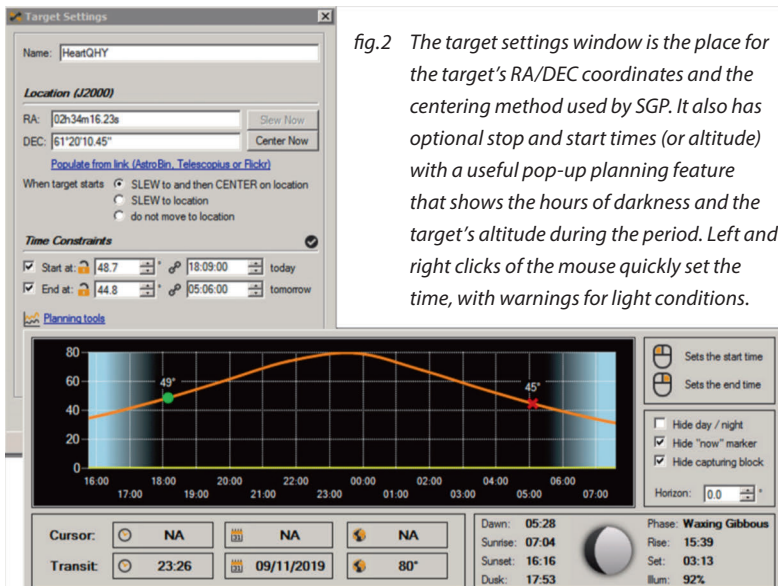 Target Settings
Name: HeartQHY
Location (J2000)
RA: 02h34m16.23s Slew Now
DEC: 61°20'10.45" Center Now
Populate from link (AstroBin, Telescopius or Flickr)
When target starts SLEW to and then CENTER on location
SLEW to location
do not move to location
Time Constraints
Start at: 48.7 ° 18:09:00 today
End at: 44.8 ° 05:06:00 tomorrow
Planning tools
fig.2 The target settings window is the place for
the target's RA/DEC coordinates and the
centering method used by SGP. It also has
optional stop and start times (or altitude)
with a useful pop-up planning feature
that shows the hours of darkness and the
target's altitude during the period. Left and
right clicks of the mouse quickly set the
time, with warnings for light conditions.
80
60
40
20
0
49°
45°
16:00 18:00 20:00 22:00 00:00 02:00 04:00 06:00
17:00 19:00 21:00 23:00 01:00 03:00 05:00 07:00
Sets the start time
Sets the end time
Hide day / night
Hide "now" marker
Hide capturing block
Horizon: 0.0 °
Cursor: NA NA NA
Transit: 23:26 09/11/2019 80°
Dawn: 05:28
Sunrise: 07:04
Sunset: 16:16
Dusk: 17:53
Phase: Waxing Gibbous
Rise: 15:39
Set: 03:13
Illum: 92%